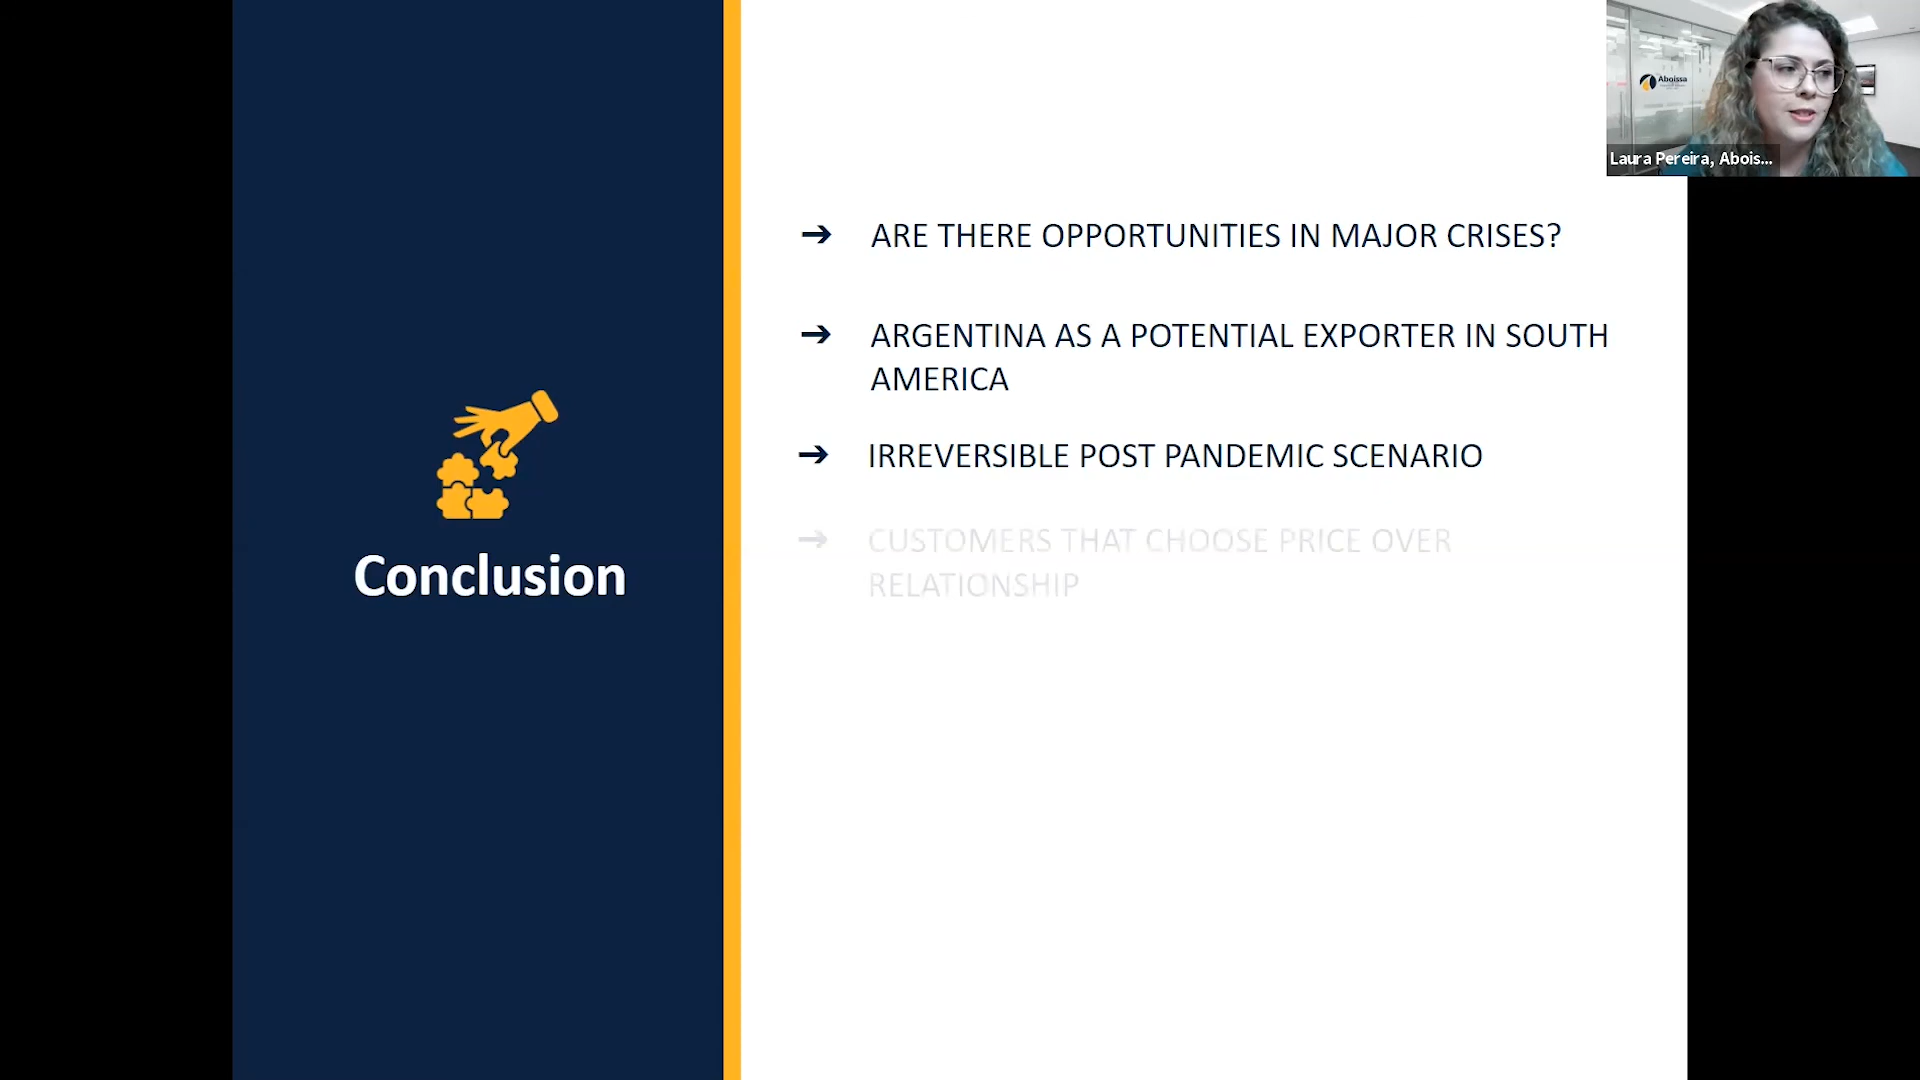 Aboissa
Laura Pereira, Abois...
➔ ARE THERE OPPORTUNITIES IN MAJOR CRISES?
➔ ARGENTINA AS A POTENTIAL EXPORTER IN SOUTH
AMERICA
➔ IRREVERSIBLE POST PANDEMIC SCENARIO
➔ CUSTOMERS THAT CHOOSE PRICE OVER
RELATIONSHIP
Conclusion